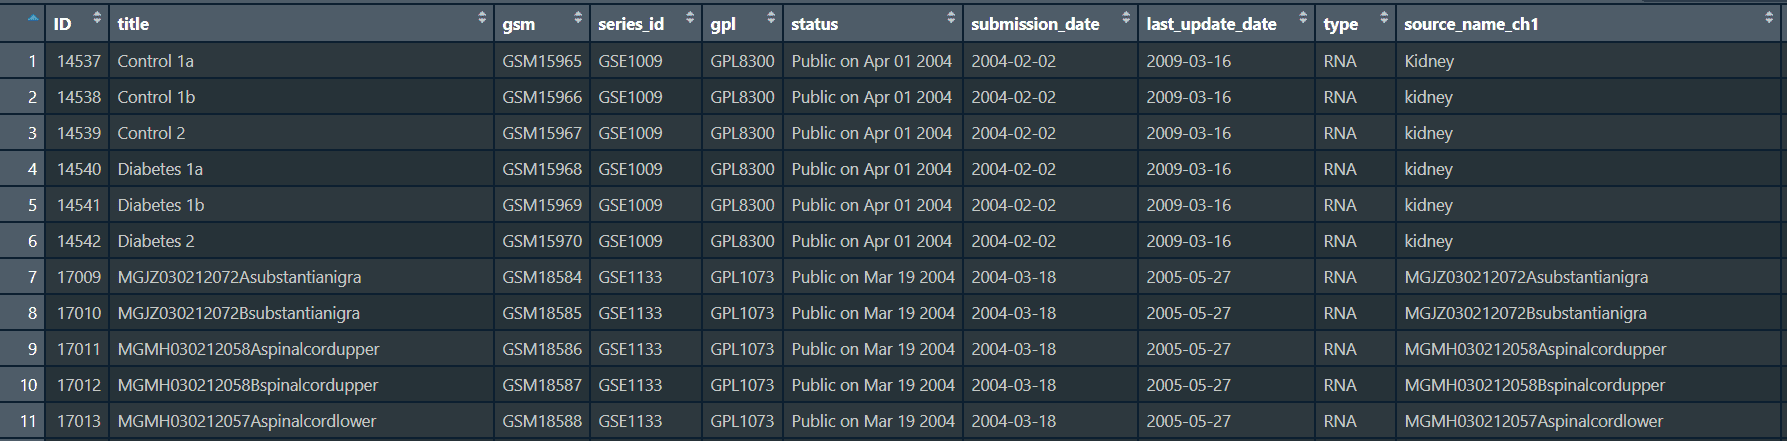 ID title gsm series_id gpl status submission_date last_update_date type source_name_ch1
1 14537 Control 1a GSM15965 GSE1009 GPL8300 Public on Apr 01 2004 2004-02-02 2009-03-16 RNA Kidney
2 14538 Control 1b GSM15966 GSE1009 GPL8300 Public on Apr 01 2004 2004-02-02 2009-03-16 RNA kidney
3 14539 Control 2 GSM15967 GSE1009 GPL8300 Public on Apr 01 2004 2004-02-02 2009-03-16 RNA kidney
4 14540 Diabetes 1a GSM15968 GSE1009 GPL8300 Public on Apr 01 2004 2004-02-02 2009-03-16 RNA kidney
5 14541 Diabetes 1b GSM15969 GSE1009 GPL8300 Public on Apr 01 2004 2004-02-02 2009-03-16 RNA kidney
6 14542 Diabetes 2 GSM15970 GSE1009 GPL8300 Public on Apr 01 2004 2004-02-02 2009-03-16 RNA kidney
7 17009 MGJZ030212072Asubstantianigra GSM18584 GSE1133 GPL1073 Public on Mar 19 2004 2004-03-18 2005-05-27 RNA MGJZ030212072Asubstantianigra
8 17010 MGJZ030212072Bsubstantianigra GSM18585 GSE1133 GPL1073 Public on Mar 19 2004 2004-03-18 2005-05-27 RNA MGJZ030212072Bsubstantianigra
9 17011 MGMH030212058Aspinalcordupper GSM18586 GSE1133 GPL1073 Public on Mar 19 2004 2004-03-18 2005-05-27 RNA MGMH030212058Aspinalcordupper
10 17012 MGMH030212058Bspinalcordupper GSM18587 GSE1133 GPL1073 Public on Mar 19 2004 2004-03-18 2005-05-27 RNA MGMH030212058Bspinalcordupper
11 17013 MGMH030212057Aspinalcordlower GSM18588 GSE1133 GPL1073 Public on Mar 19 2004 2004-03-18 2005-05-27 RNA MGMH030212057Aspinalcordlower